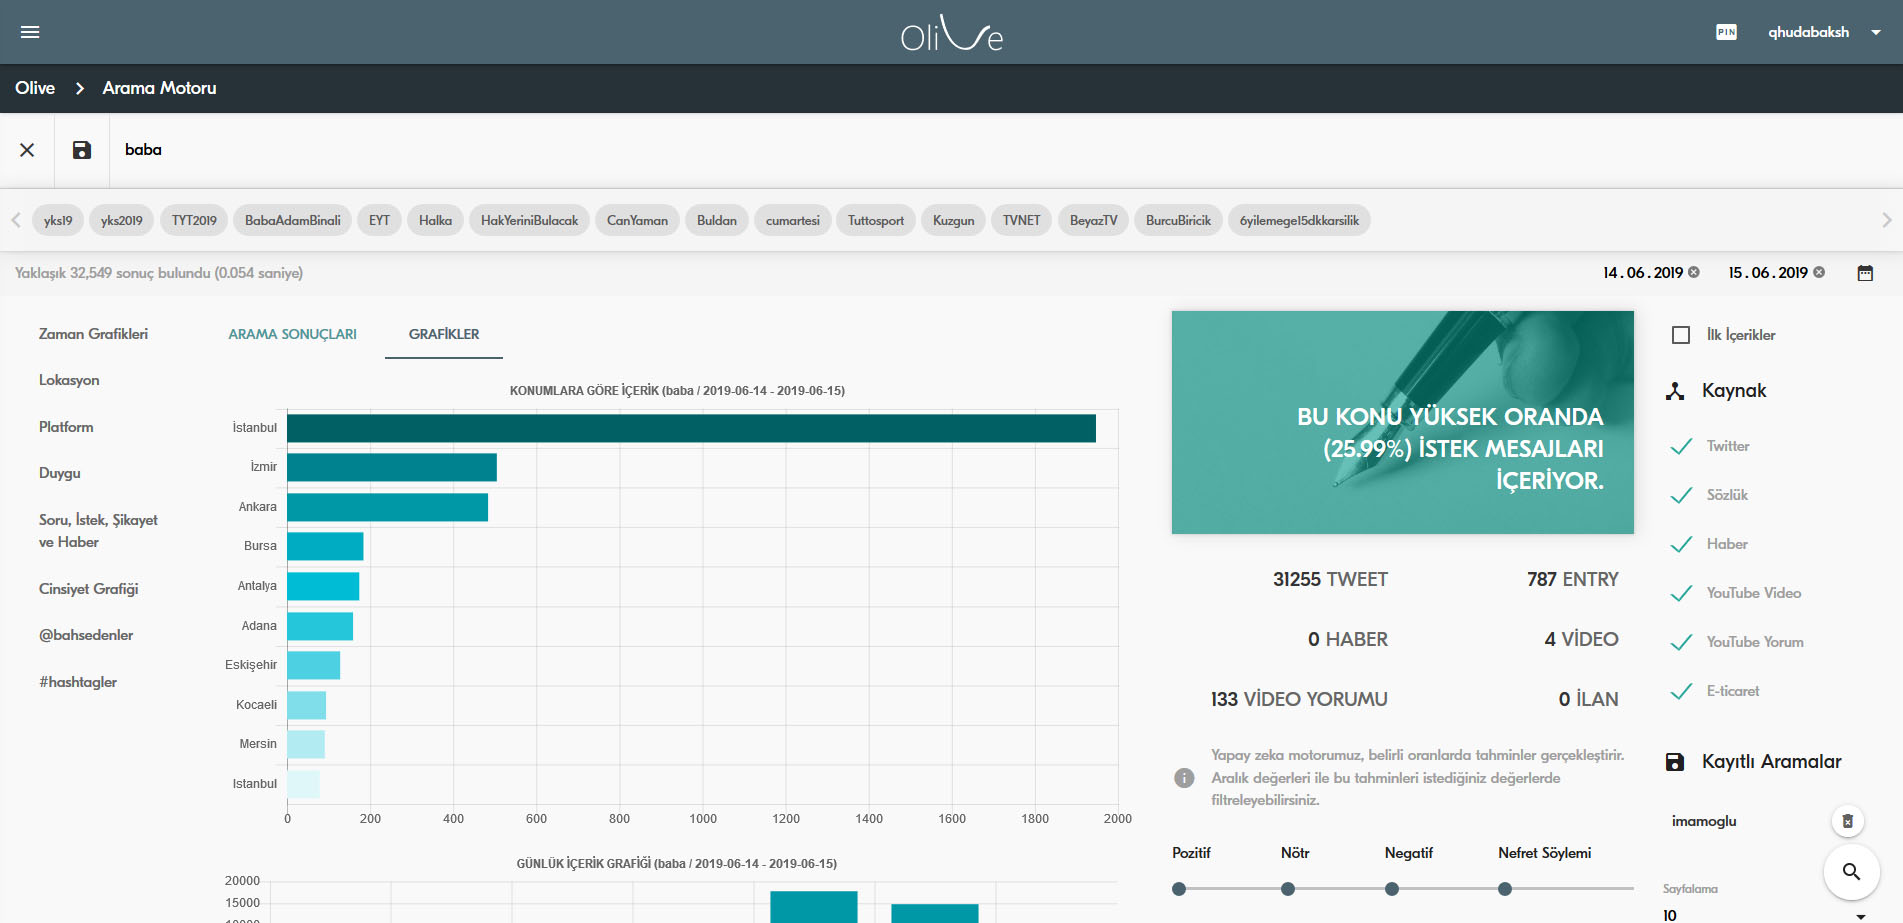 Olive
PIN
qhudabaksh
Olive > Arama Motoru
baba
yks19 yks2019 TYT2019 BabaAdamBinali EYT Halka HakYeriniBulacak CanYaman Buldan cumartesi Tuttosport Kuzgun TVNET BeyazTV BurcuBiricik 6yilemege15dkkarsilik
Yaklaşık 32,549 sonuç bulundu (0.054 saniye)
14.06.2019 15.06.2019
Zaman Grafikleri
Lokasyon
Platform
Duygu
Soru, İstek, Şikayet
ve Haber
Cinsiyet Grafiği
@bahsedenler
#hashtagler
ARAMA SONUÇLARI GRAFİKLER
KONUMLARA GÖRE İÇERİK (baba / 2019-06-14 - 2019-06-15)
İstanbul
İzmir
Ankara
Bursa
Antalya
Adana
Eskişehir
Kocaeli
Mersin
Istanbul
0 200 400 600 800 1000 1200 1400 1600 1800 2000
GÜNLÜK İÇERİK GRAFİĞİ (baba / 2019-06-14 - 2019-06-15)
20000
15000
10000
BU KONU YÜKSEK ORANDA
(25.99%) İSTEK MESAJLARI
İÇERİYOR.
31255 TWEET 787 ENTRY
0 HABER 4 VİDEO
133 VİDEO YORUMU 0 İLAN
Yapay zeka motorumuz, belirli oranlarda tahminler gerçekleştirir.
Aralık değerleri ile bu tahminleri istediğiniz değerlerde
filtreleyebilirsiniz.
Pozitif Nötr Negatif Nefret Söylemi
İlk İçerikler
Kaynak
Twitter
Sözlük
Haber
YouTube Video
YouTube Yorum
E-ticaret
Kayıtlı Aramalar
imamoglu
Sayfalama
10